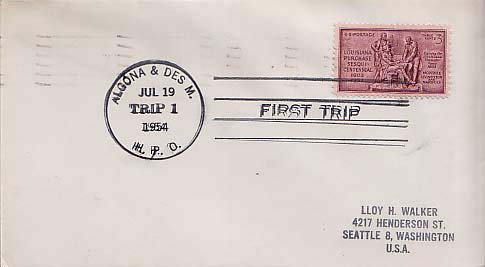 U.S. POSTAGE
3
LOUISIANA
PURCHASE
SESQUI-
CENTENNIAL
1803
ALGONA & DES M.
JUL 19
TRIP 1
1954
H. P. O.
FIRST TRIP
LLOY H. WALKER
4217 HENDERSON ST.
SEATTLE 8, WASHINGTON
U.S.A.